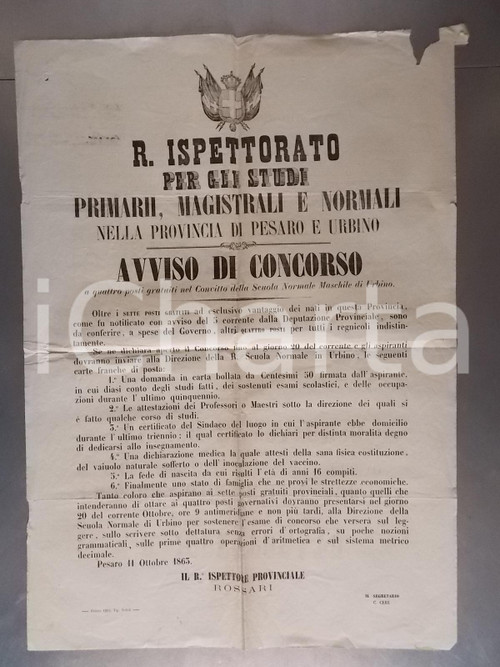 R. ISPETTORATO
PER GLI STUDI
PRIMARII, MAGISTRALI E NORMALI
NELLA PROVINCIA DI PESARO E URBINO
AVVISO DI CONCORSO
a quattro posti gratuiti nel Convitto della Scuola Normale Maschile di Urbino.
Oltre i SETTE POSTI ad esclusivo vantaggio dei nati in questa Provincia,
come fu notificato con avviso del 5 corrente dalla Deputazione Provinciale, sono
da conferire, a spese del Governo, altri QUATTRO POSTI per tutti i regnicoli indistin-
tamente.
Se ne dichiara aperto il Concorso fino al giorno 20 del corrente e gli aspiranti
dovranno inviare alla Direzione della R. Scuola Normale in Urbino, le seguenti
carte franche di posta:
1.° Una domanda in carta bollata da Centesimi 50 firmata dall'aspirante,
in cui diasi conto degli studi fatti, dei sostenuti esami scolastici, e delle occupa-
zioni durante l'ultimo quinquennio.
2.° Le attestazioni dei Professori o Maestri sotto la direzione dei quali si
è fatto qualche corso di studi.
3.° Un certificato del Sindaco del luogo in cui l'aspirante ebbe domicilio
durante l'ultimo triennio; il qual certificato lo dichiari per distinta moralità degno
di dedicarsi allo insegnamento.
4.° Una dichiarazione medica la quale attesti della sana fisica costituzione,
del vaiuolo naturale sofferto o dell'inoculazione del vaccino.
5.° La fede di nascita da cui risulti l'età di anni 16 compiti.
6.° Finalmente uno stato di famiglia che ne provi le strettezze economiche.
Tanto coloro che aspirano ai sette posti gratuiti provinciali, quanto quelli che
intenderanno di ottare ai quattro posti governativi dovranno presentarsi nel giorno
20 del corrente Ottobre, ore 9 antimeridiane e non più tardi, alla Direzione della
Scuola Normale di Urbino per sostenere l'esame di concorso che versera sul leg-
gere, sullo scrivere sotto dettatura senza errori d'ortografia, su poche nozioni
grammaticali, sulle prime quattro operazioni d'aritmetica e sul sistema metrico
decimale.
Pesaro 11 Ottobre 1865.
IL R.° ISPETTORE PROVINCIALE
ROSSARI
IL SEGRETARIO
iCharta